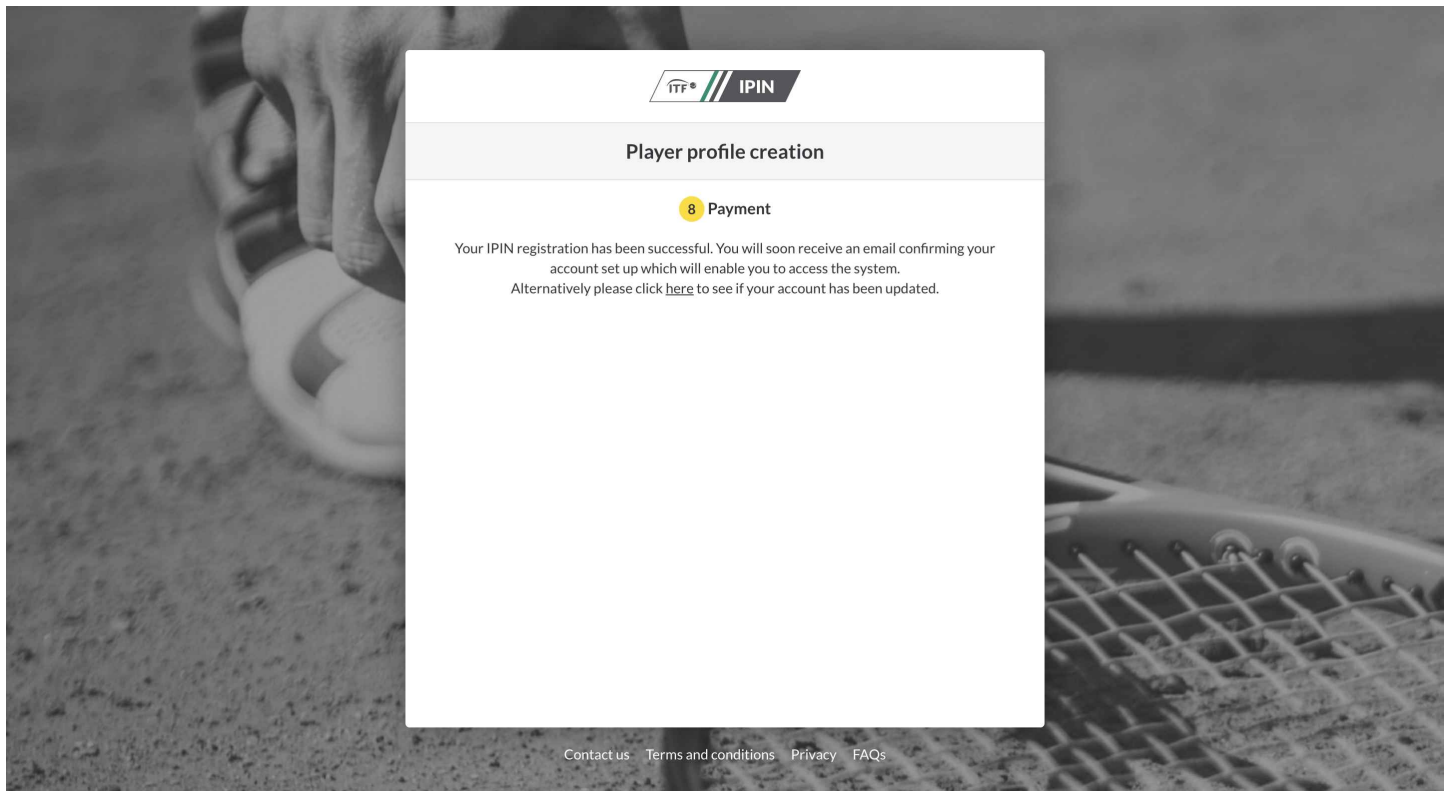 ITF IPIN
Player profile creation
8 Payment
Your IPIN registration has been successful. You will soon receive an email confirming your
account set up which will enable you to access the system.
Alternatively please click here to see if your account has been updated.
Contact us Terms and conditions Privacy FAQs